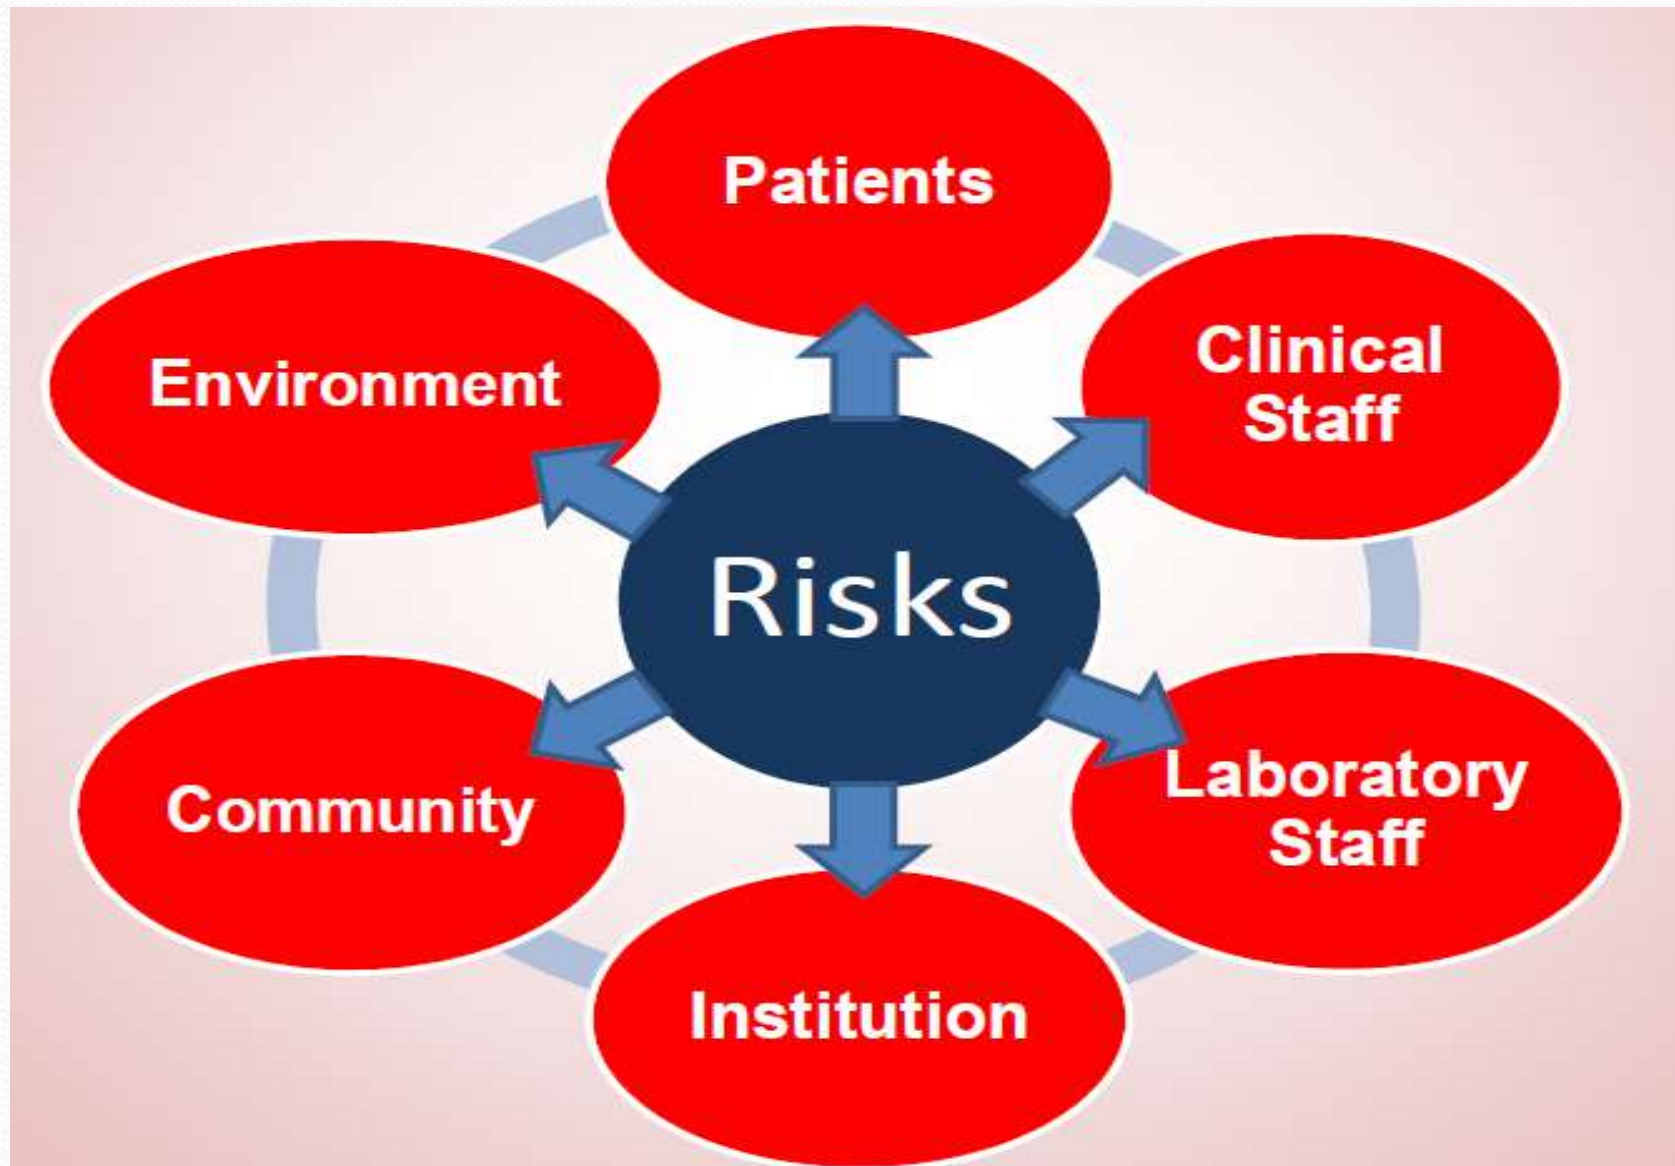 Patients
Clinical
Staff
Environment
Risks
Laboratory
Staff
Community
Institution